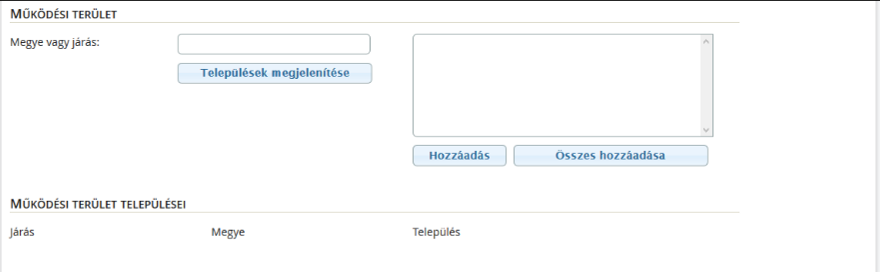 MŰKÖDÉSI TERÜLET
Megye vagy járás:
Települések megjelenítése
Hozzáadás Összes hozzáadása
MŰKÖDÉSI TERÜLET TELEPÜLÉSEI
Járás Megye Település